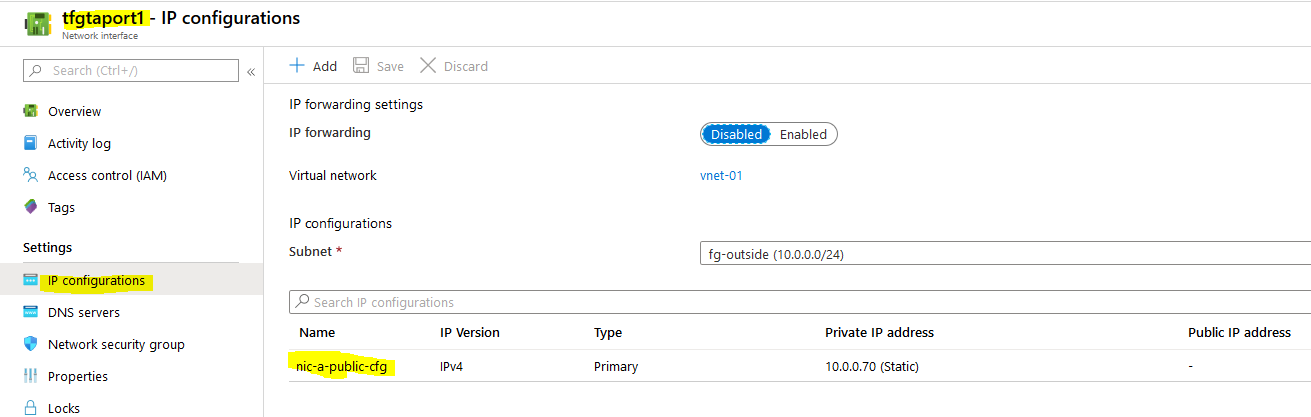 tfgtaport1 - IP configurations
Network interface
Search (Ctrl+/)
«
Overview
Activity log
Access control (IAM)
Tags
Settings
IP configurations
DNS servers
Network security group
Properties
Locks
Add Save Discard
IP forwarding settings
IP forwarding Disabled Enabled
Virtual network vnet-01
IP configurations
Subnet * fg-outside (10.0.0.0/24)
Search IP configurations
Name IP Version Type Private IP address Public IP address
nic-a-public-cfg IPv4 Primary 10.0.0.70 (Static) -